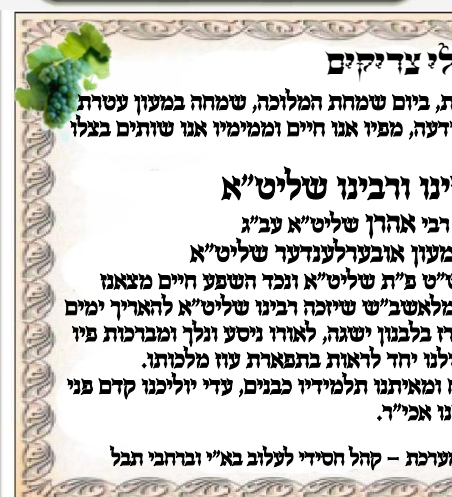 לי צדיקים
ת, ביום שמחת המלוכה, שמחה במעון עטרת
ידעה, מפיו אנו חיים וממימיו אנו שותים בצלו
ינו ורבינו שליט״א
רבי אהרן שליט״א עב״ג
מעון אובערלענדער שליט״א
ש״ט פ״ת שליט״א ונכד השפע חיים מצאנז
מלאשב״ש שיזכה רבינו שליט״א להאריך ימים
רז בלבנון ישגה, לאורו ניסע ונלך ומברכות פיו
ילנו יחד לראות בתפארת עוז מלכותו.
ח ומאיתנו תלמידיו כבנים, עדי יוליכנו קדם פני
נו אכי״ר.
מערכת – קהל חסידי לעלוב בא״י וברחבי תבל